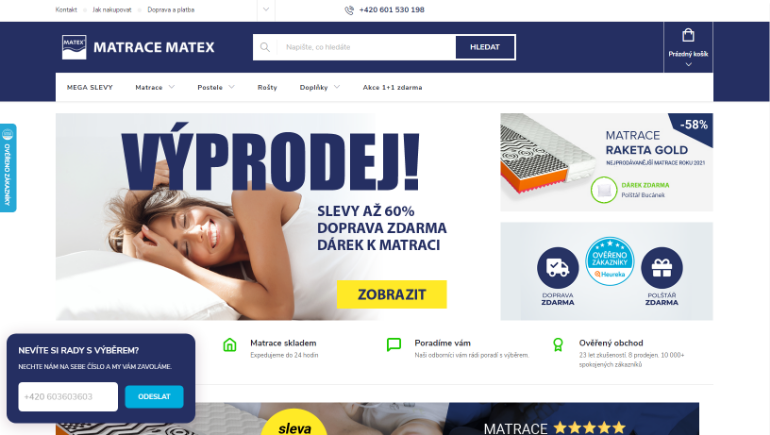 Kontakt
Jak nakupovat
Doprava a platba
+420 601 530 198
MATEX
MATRACE MATEX
Napište, co hledáte
HLEDAT
Prázdný košík
MEGA SLEVY
Matrace
Postele
Rošty
Doplňky
Akce 1+1 zdarma
VÝPRODEJ!
SLEVY AŽ 60%
DOPRAVA ZDARMA
DÁREK K MATRACI
ZOBRAZIT
-58%
MATRACE
RAKETA GOLD
NEJPRODÁVANĚJŠÍ MATRACE ROKU 2021
DÁREK ZDARMA
Polštář Bucánek
OVĚŘENO
ZÁKAZNÍKY
Heureka
DOPRAVA
ZDARMA
POLŠTÁŘ
ZDARMA
OVĚŘENO ZÁKAZNÍKY
Matrace skladem
Expedujeme do 24 hodin
Poradíme vám
Naši odborníci vám rádi poradí s výběrem.
Ověřený obchod
23 let zkušeností. 8 prodejen. 10 000+
spokojených zákazníků
NEVÍTE SI RADY S VÝBĚREM?
NECHTE NÁM NA SEBE ČÍSLO A MY VÁM ZAVOLÁME.
+420 603603603
ODESLAT
sleva
MATRACE